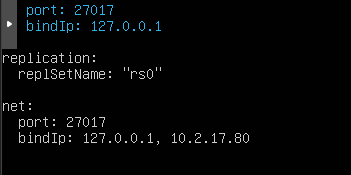 port: 27017
bindIp: 127.0.0.1
replication:
replSetName: "rs0"
net:
port: 27017
bindIp: 127.0.0.1, 10.2.17.80